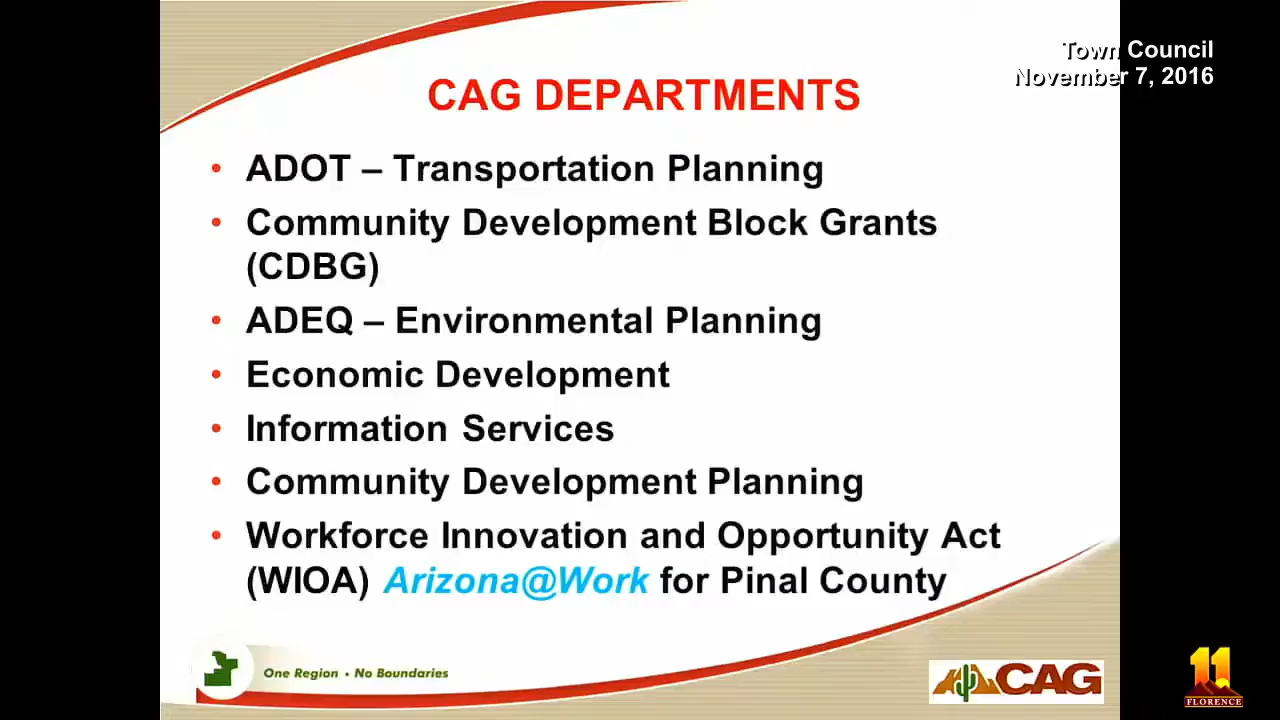 Town Council
November 7, 2016
CAG DEPARTMENTS
• ADOT – Transportation Planning
• Community Development Block Grants
(CDBG)
• ADEQ – Environmental Planning
• Economic Development
• Information Services
• Community Development Planning
• Workforce Innovation and Opportunity Act
(WIOA) Arizona@Work for Pinal County
One Region • No Boundaries
CAG
11
FLORENCE